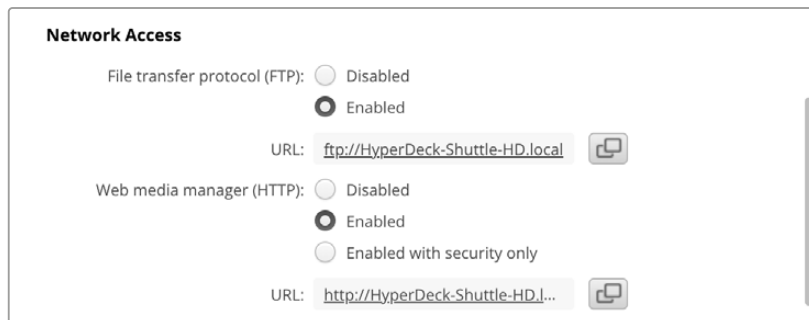 Network Access
File transfer protocol (FTP): Disabled
Enabled
URL: ftp://HyperDeck-Shuttle-HD.local
Web media manager (HTTP): Disabled
Enabled
Enabled with security only
URL: http://HyperDeck-Shuttle-HD.l...